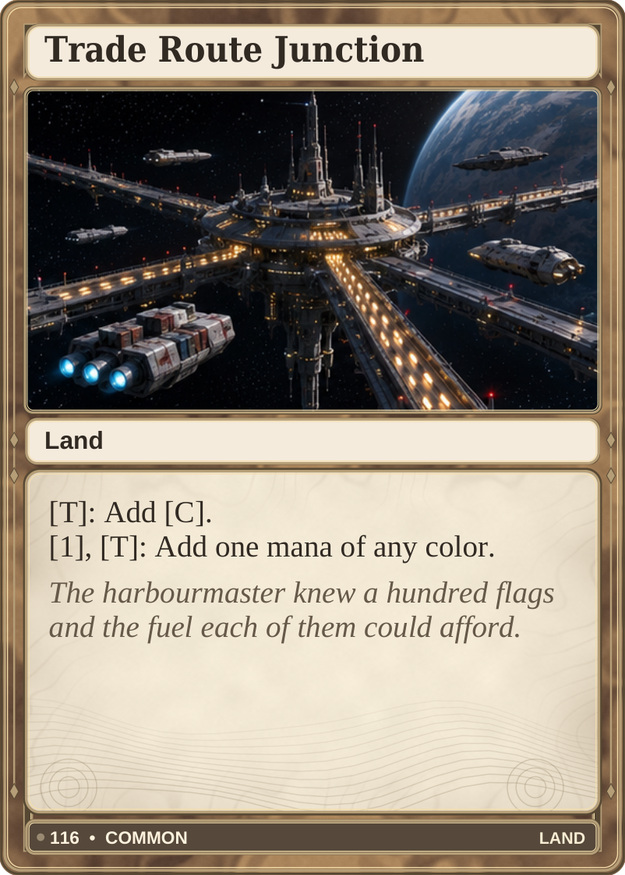 Trade Route Junction
Land
[T]: Add [C].
[1], [T]: Add one mana of any color.
The harbourmaster knew a hundred flags
and the fuel each of them could afford.
116 • COMMON
LAND